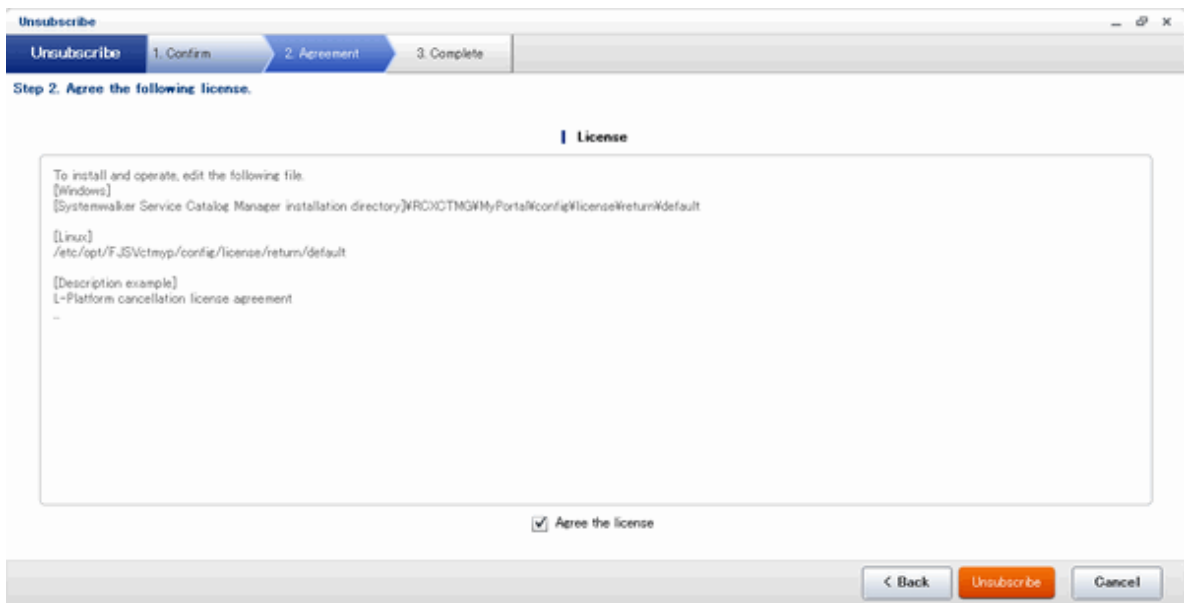 Unsubscribe
Unsubscribe 1. Confirm 2. Agreement 3. Complete
Step 2. Agree the following license.
License
To install and operate, edit the following file.
[Windows]
[Systemwalker Service Catalog Manager installation directory]¥RCXCTMG¥MyPortal¥config¥license¥return¥default
[Linux]
/etc/opt/FJSVctmyp/config/license/return/default
[Description example]
L-Platform cancellation license agreement
...
Agree the license
< Back Unsubscribe Cancel